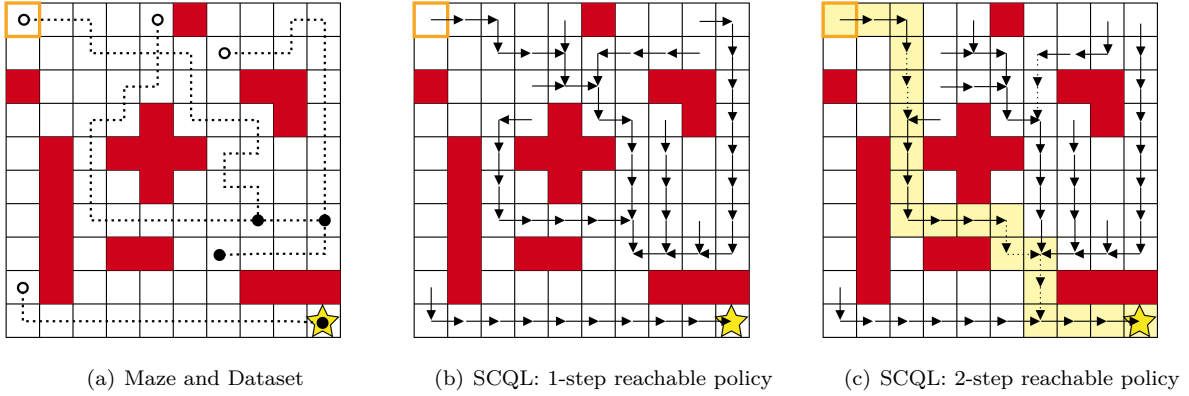 (a) Maze and Dataset
(b) SCQL: 1-step reachable policy
(c) SCQL: 2-step reachable policy